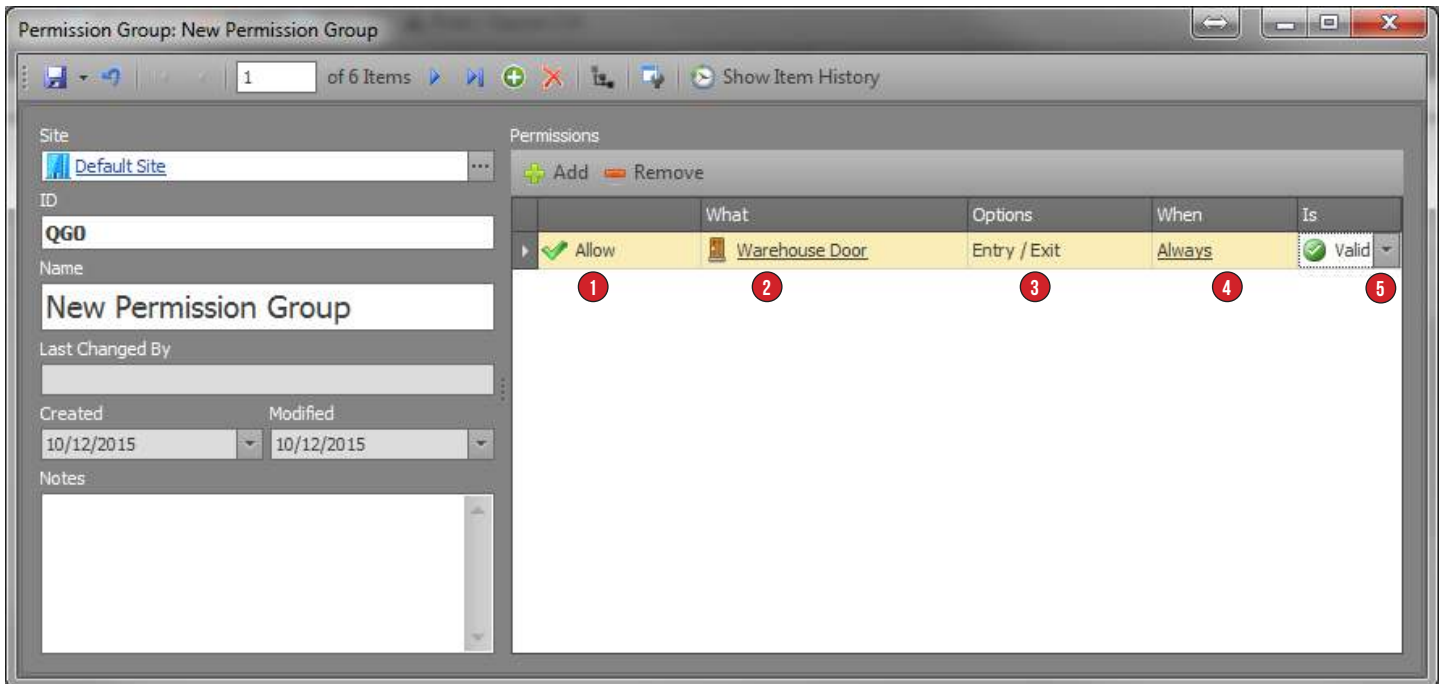 Permission Group: New Permission Group
1 of 6 Items Show Item History
Site
Default Site
ID
QG0
Name
New Permission Group
Last Changed By
Created Modified
10/12/2015 10/12/2015
Notes
Permissions
Add Remove
What Options When Is
Allow Warehouse Door Entry / Exit Always Valid
1 2 3 4 5